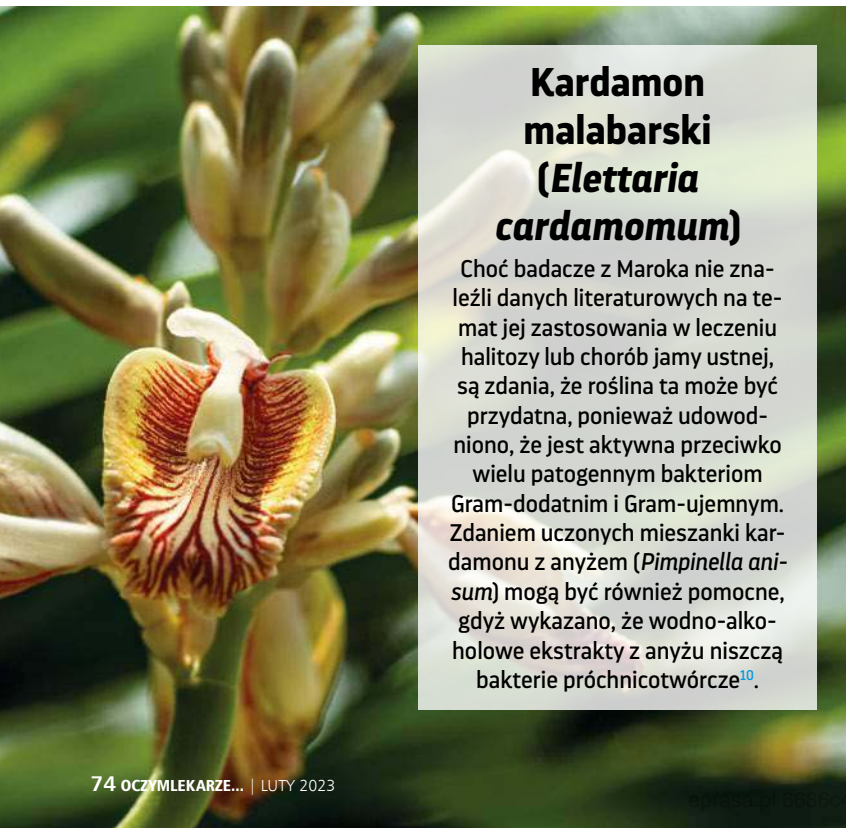 Kardamon
malabarski
(Elettaria
cardamomum)
Choć badacze z Maroka nie zna-
leźli danych literaturowych na te-
mat jej zastosowania w leczeniu
halitozy lub chorób jamy ustnej,
są zdania, że roślina ta może być
przydatna, ponieważ udowod-
niono, że jest aktywna przeciwko
wielu patogennym bakteriom
Gram-dodatnim i Gram-ujemnym.
Zdaniem uczonych mieszanki kar-
damonu z anyżem (Pimpinella ani-
sum) mogą być również pomocne,
gdyż wykazano, że wodno-alko-
holowe ekstrakty z anyżu niszczą
bakterie próchnicotwórcze10.
74 OCZYMLEKARZE... | LUTY 2023